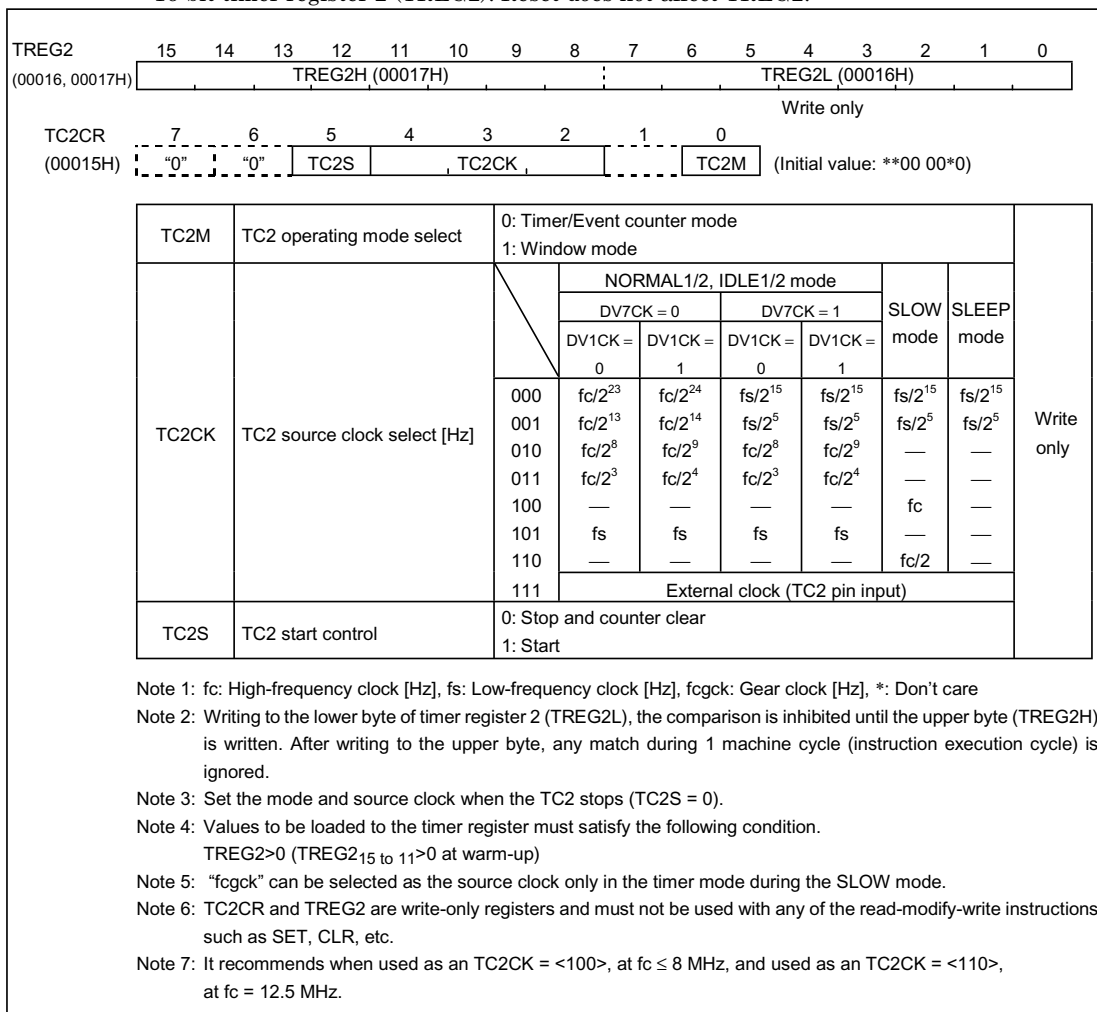 16-bit timer register 2 (TREG2). Reset does not affect TREG2.
TREG2 15 14 13 12 11 10 9 8 7 6 5 4 3 2 1 0
(00016, 00017H) TREG2H (00017H) TREG2L (00016H)
Write only
TC2CR 7 6 5 4 3 2 1 0
(00015H) “0” “0” TC2S TC2CK TC2M (Initial value: **00 00*0)
TC2M TC2 operating mode select 0: Timer/Event counter mode
1: Window mode
NORMAL1/2, IDLE1/2 mode SLOW mode SLEEP mode
DV7CK = 0 DV7CK = 1
DV1CK = 0 DV1CK = 1 DV1CK = 0 DV1CK = 1
000 fc/2^23 fc/2^24 fs/2^15 fs/2^15 fs/2^15 fs/2^15
TC2CK TC2 source clock select [Hz] 001 fc/2^13 fc/2^14 fs/2^5 fs/2^5 fs/2^5 fs/2^5 Write only
010 fc/2^8 fc/2^9 fc/2^8 fc/2^9 — —
011 fc/2^3 fc/2^4 fc/2^3 fc/2^4 — —
100 — — — — fc —
101 fs fs fs fs — —
110 — — — — fc/2 —
111 External clock (TC2 pin input)
TC2S TC2 start control 0: Stop and counter clear
1: Start
Note 1: fc: High-frequency clock [Hz], fs: Low-frequency clock [Hz], fcgck: Gear clock [Hz], *: Don’t care
Note 2: Writing to the lower byte of timer register 2 (TREG2L), the comparison is inhibited until the upper byte (TREG2H)
is written. After writing to the upper byte, any match during 1 machine cycle (instruction execution cycle) is
ignored.
Note 3: Set the mode and source clock when the TC2 stops (TC2S = 0).
Note 4: Values to be loaded to the timer register must satisfy the following condition.
TREG2>0 (TREG2 15 to 11>0 at warm-up)
Note 5: “fcgck” can be selected as the source clock only in the timer mode during the SLOW mode.
Note 6: TC2CR and TREG2 are write-only registers and must not be used with any of the read-modify-write instructions
such as SET, CLR, etc.
Note 7: It recommends when used as an TC2CK = <100>, at fc ≤ 8 MHz, and used as an TC2CK = <110>,
at fc = 12.5 MHz.